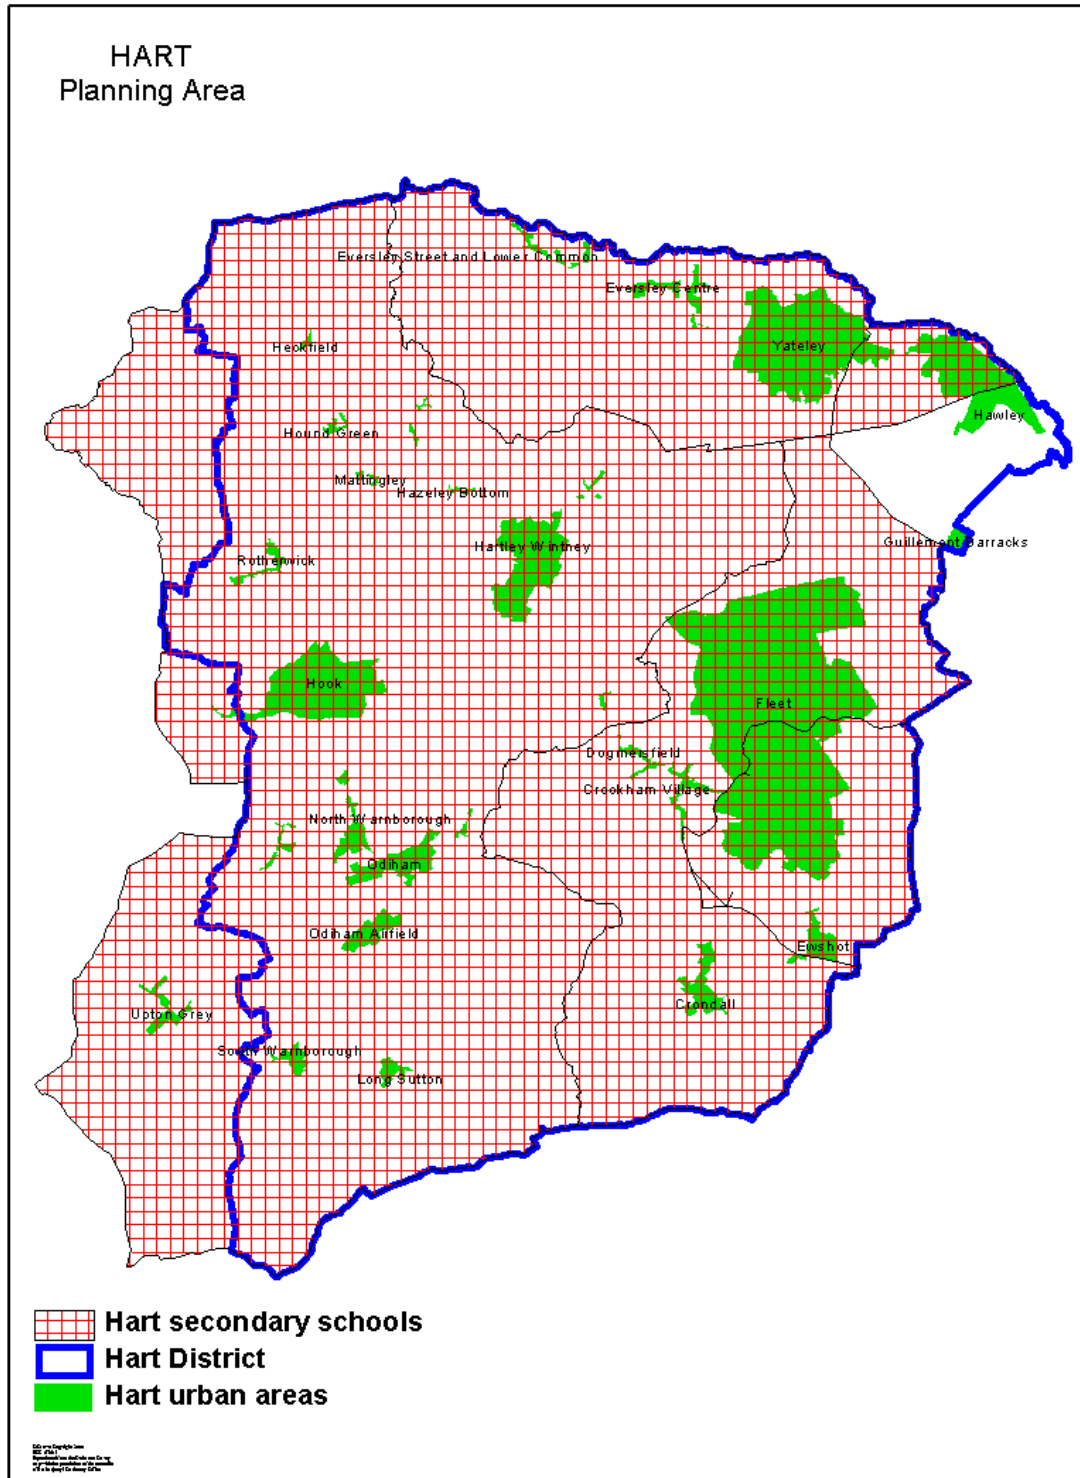 HART
Planning Area
Eversley Street and Lower Common
Eversley Centre
Heckfield
Yateley
Hawley
Hound Green
Mattingley
Hazeley Bottom
Hartley Wintney
Guillemont Barracks
Rotherwick
Hook
Fleet
Dogmersfield
Crookham Village
North Warnborough
Odiham
Odiham Airfield
Ewshot
Crondall
Upton Grey
South Warnborough
Long Sutton
Hart secondary schools
Hart District
Hart urban areas